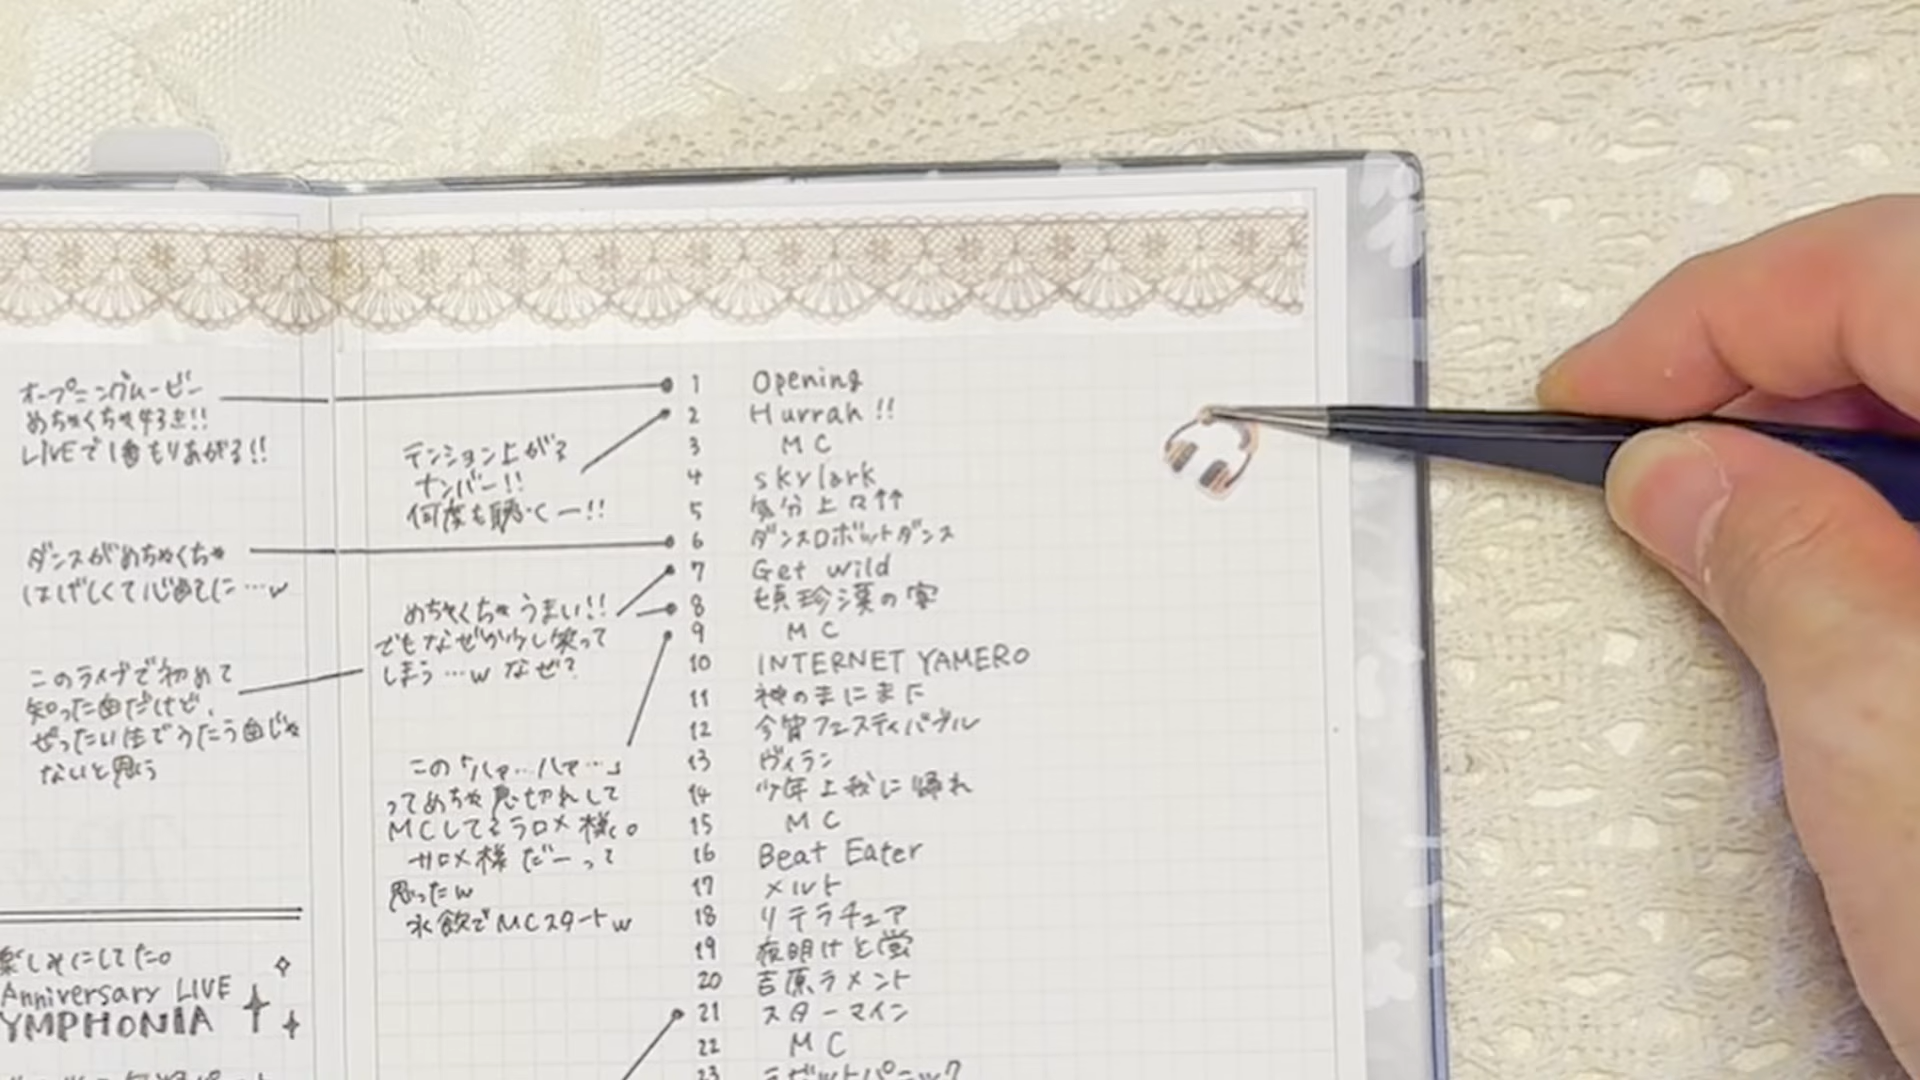 オープニングムービー
めちゃくちゃ好き!!
LIVEで1番もりあがる!!
ダンスがめちゃくちゃ
はげしくて心配してた…w
このライブで初めて
知った曲だけど、
ぜったい生でうたう曲じゃ
ないと思う
楽しみにしてた。
Anniversary LIVE
YMPHONIA
テンション上がる
ナンバー!!
何度も聴くー!!
めちゃくちゃうまい!!
でもなぜか少し笑って
しまう…w なぜ?
この「ハァ…ハァ…」
ってめちゃ息切れして
MCしてるサロメ様。
サロメ様だーって
思ったw
水飲でMCスタートw
1 Opening
2 Hurrah!!
3 MC
4 skylark
5 気分上々↑↑
6 ダンスロボットダンス
7 Get wild
8 頓珍漢の宴
9 MC
10 INTERNET YAMERO
11 神のまにまに
12 今宵フェスティバブル
13 ヴィラン
14 少年よ我に帰れ
15 MC
16 Beat Eater
17 メルト
18 リテラチュア
19 夜明けと蛍
20 吉原ラメント
21 スターマイン
22 MC
23 ラビットパニック